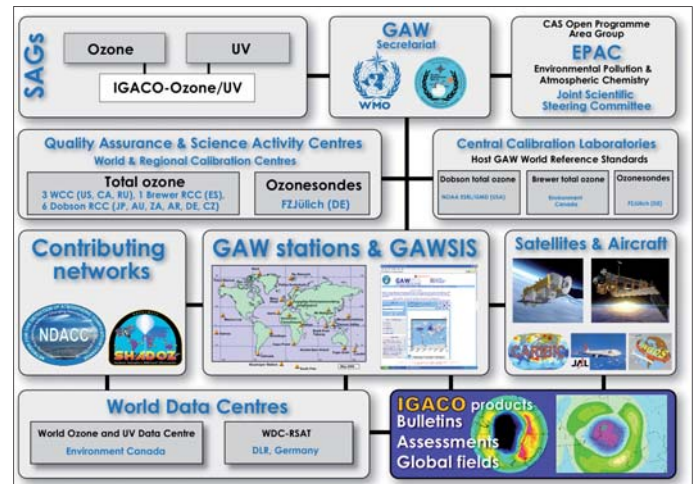 SAGs
Ozone
UV
IGACO-Ozone/UV
GAW
Secretariat
WMO
CAS Open Programme
Area Group
EPAC
Environmental Pollution &
Atmospheric Chemistry
Joint Scientific
Steering Committee
Quality Assurance & Science Activity Centres
World & Regional Calibration Centres
Total ozone
3 WCC (US, CA, RU), 1 Brewer RCC (ES),
6 Dobson RCC (JP, AU, ZA, AR, DE, CZ)
Ozonesondes
FZJülich (DE)
Central Calibration Laboratories
Host GAW World Reference Standards
Dobson total ozone
NOAA ESRL/GMD (USA)
Brewer total ozone
Environment
Canada
Ozonesondes
FZJülich (DE)
Contributing
networks
NDACC
SHADOZ
GAW stations & GAWSIS
GAW
Satellites & Aircraft
CARIBIC
JAL
World Data Centres
World Ozone and UV Data Centre
Environment Canada
WDC-RSAT
DLR, Germany
IGACO products
Bulletins
Assessments
Global fields